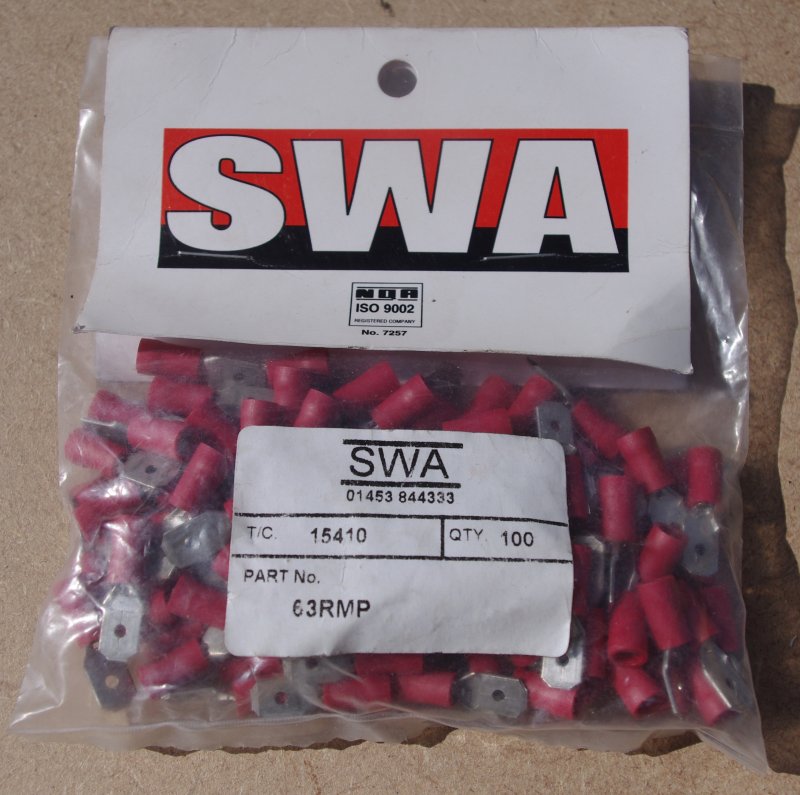 SWA
NQA
ISO 9002
REGISTERED COMPANY
No. 7257
SWA
01453 844333
T/C. 15410 QTY. 100
PART No.
63RMP